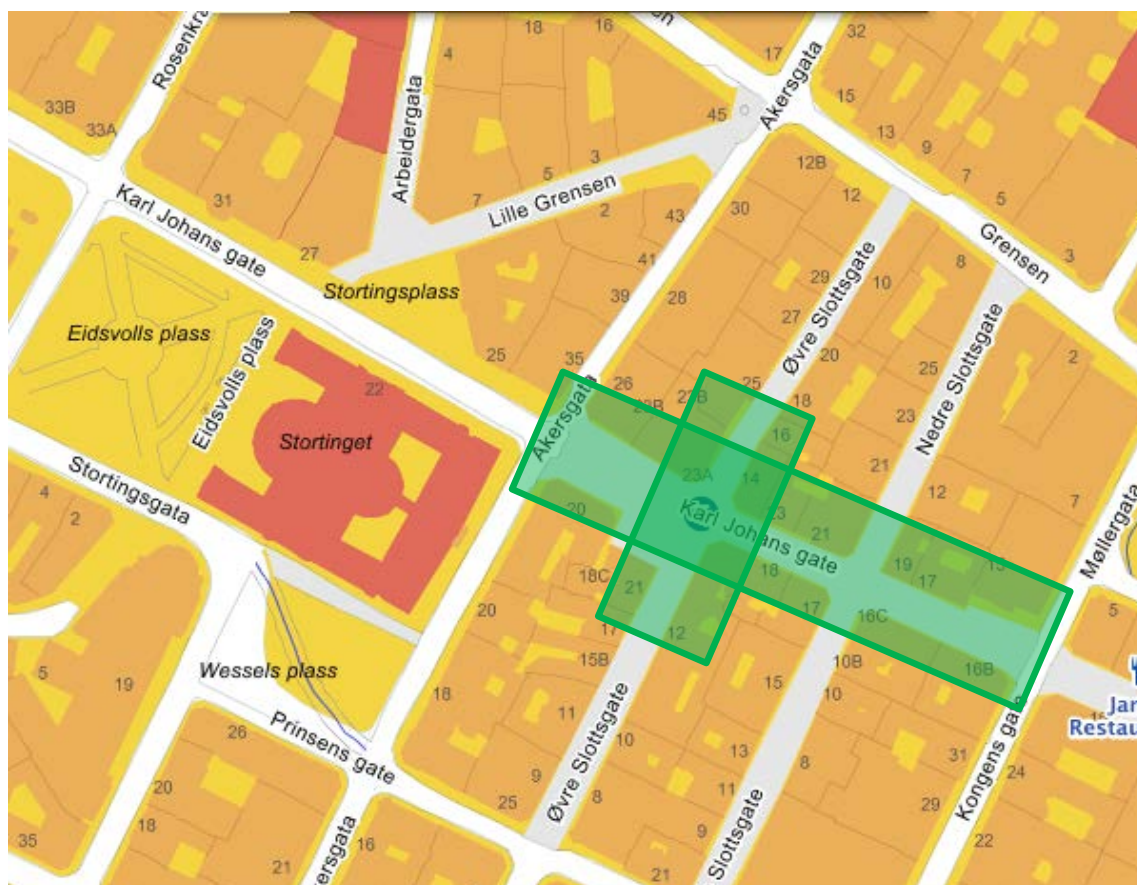 18
16
Rosenkra
Arbeidergata
4
17
Akersgata
32
33B
33A
45
15
13
9
7
5
3
Karl Johans gate
31
27
7
5
3
Lille Grensen
2
12B
12
Grensen
43
30
41
39
28
Stortingsplass
Eidsvolls plass
Eidsvolls plass
29
27
10
Øvre Slottsgate
8
25
20
2
Nedre Slottsgate
22
Stortinget
25
35
26
23B
22B
25
18
16
23
21
12
7
Akersgata
23A
14
Møllergata
Stortingsgata
4
2
20
Karl Johans gate
23
21
19
17
15
18C
21
18
17
16C
5
20
17
12
15B
10B
16B
Wessels plass
5
19
18
15
10
Jar
Restau
11
10
Øvre Slottsgate
Prinsens gate
26
13
31
24
Kongens gate
9
8
11
8
29
22
20
18
25
9
Slottsgate
35
21
ersgata
16
21